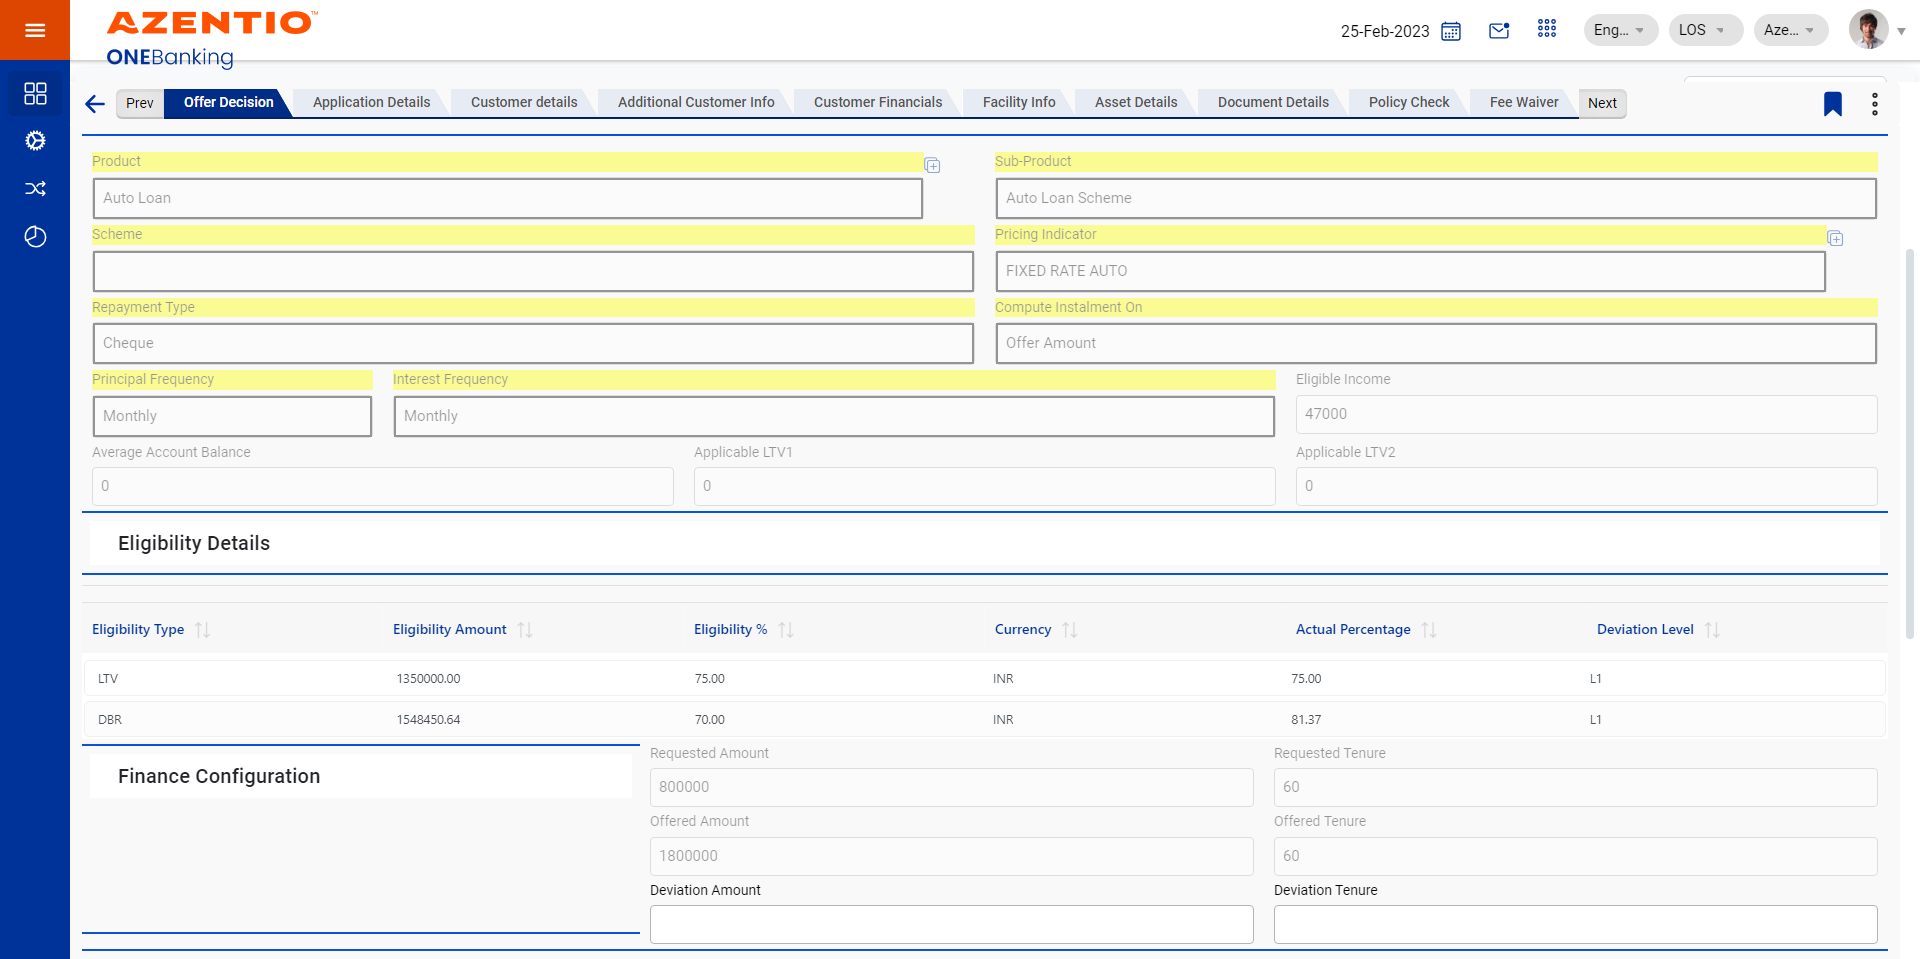 AZENTIO™
ONEBanking
25-Feb-2023
Eng...
LOS
Aze...
Prev
Offer Decision
Application Details
Customer details
Additional Customer Info
Customer Financials
Facility Info
Asset Details
Document Details
Policy Check
Fee Waiver
Next
Product
Sub-Product
Auto Loan
Auto Loan Scheme
Scheme
Pricing Indicator
FIXED RATE AUTO
Repayment Type
Compute Instalment On
Cheque
Offer Amount
Principal Frequency
Interest Frequency
Eligible Income
Monthly
Monthly
47000
Average Account Balance
Applicable LTV1
Applicable LTV2
0
0
0
Eligibility Details
Eligibility Type
Eligibility Amount
Eligibility %
Currency
Actual Percentage
Deviation Level
LTV
1350000.00
75.00
INR
75.00
L1
DBR
1548450.64
70.00
INR
81.37
L1
Finance Configuration
Requested Amount
Requested Tenure
800000
60
Offered Amount
Offered Tenure
1800000
60
Deviation Amount
Deviation Tenure